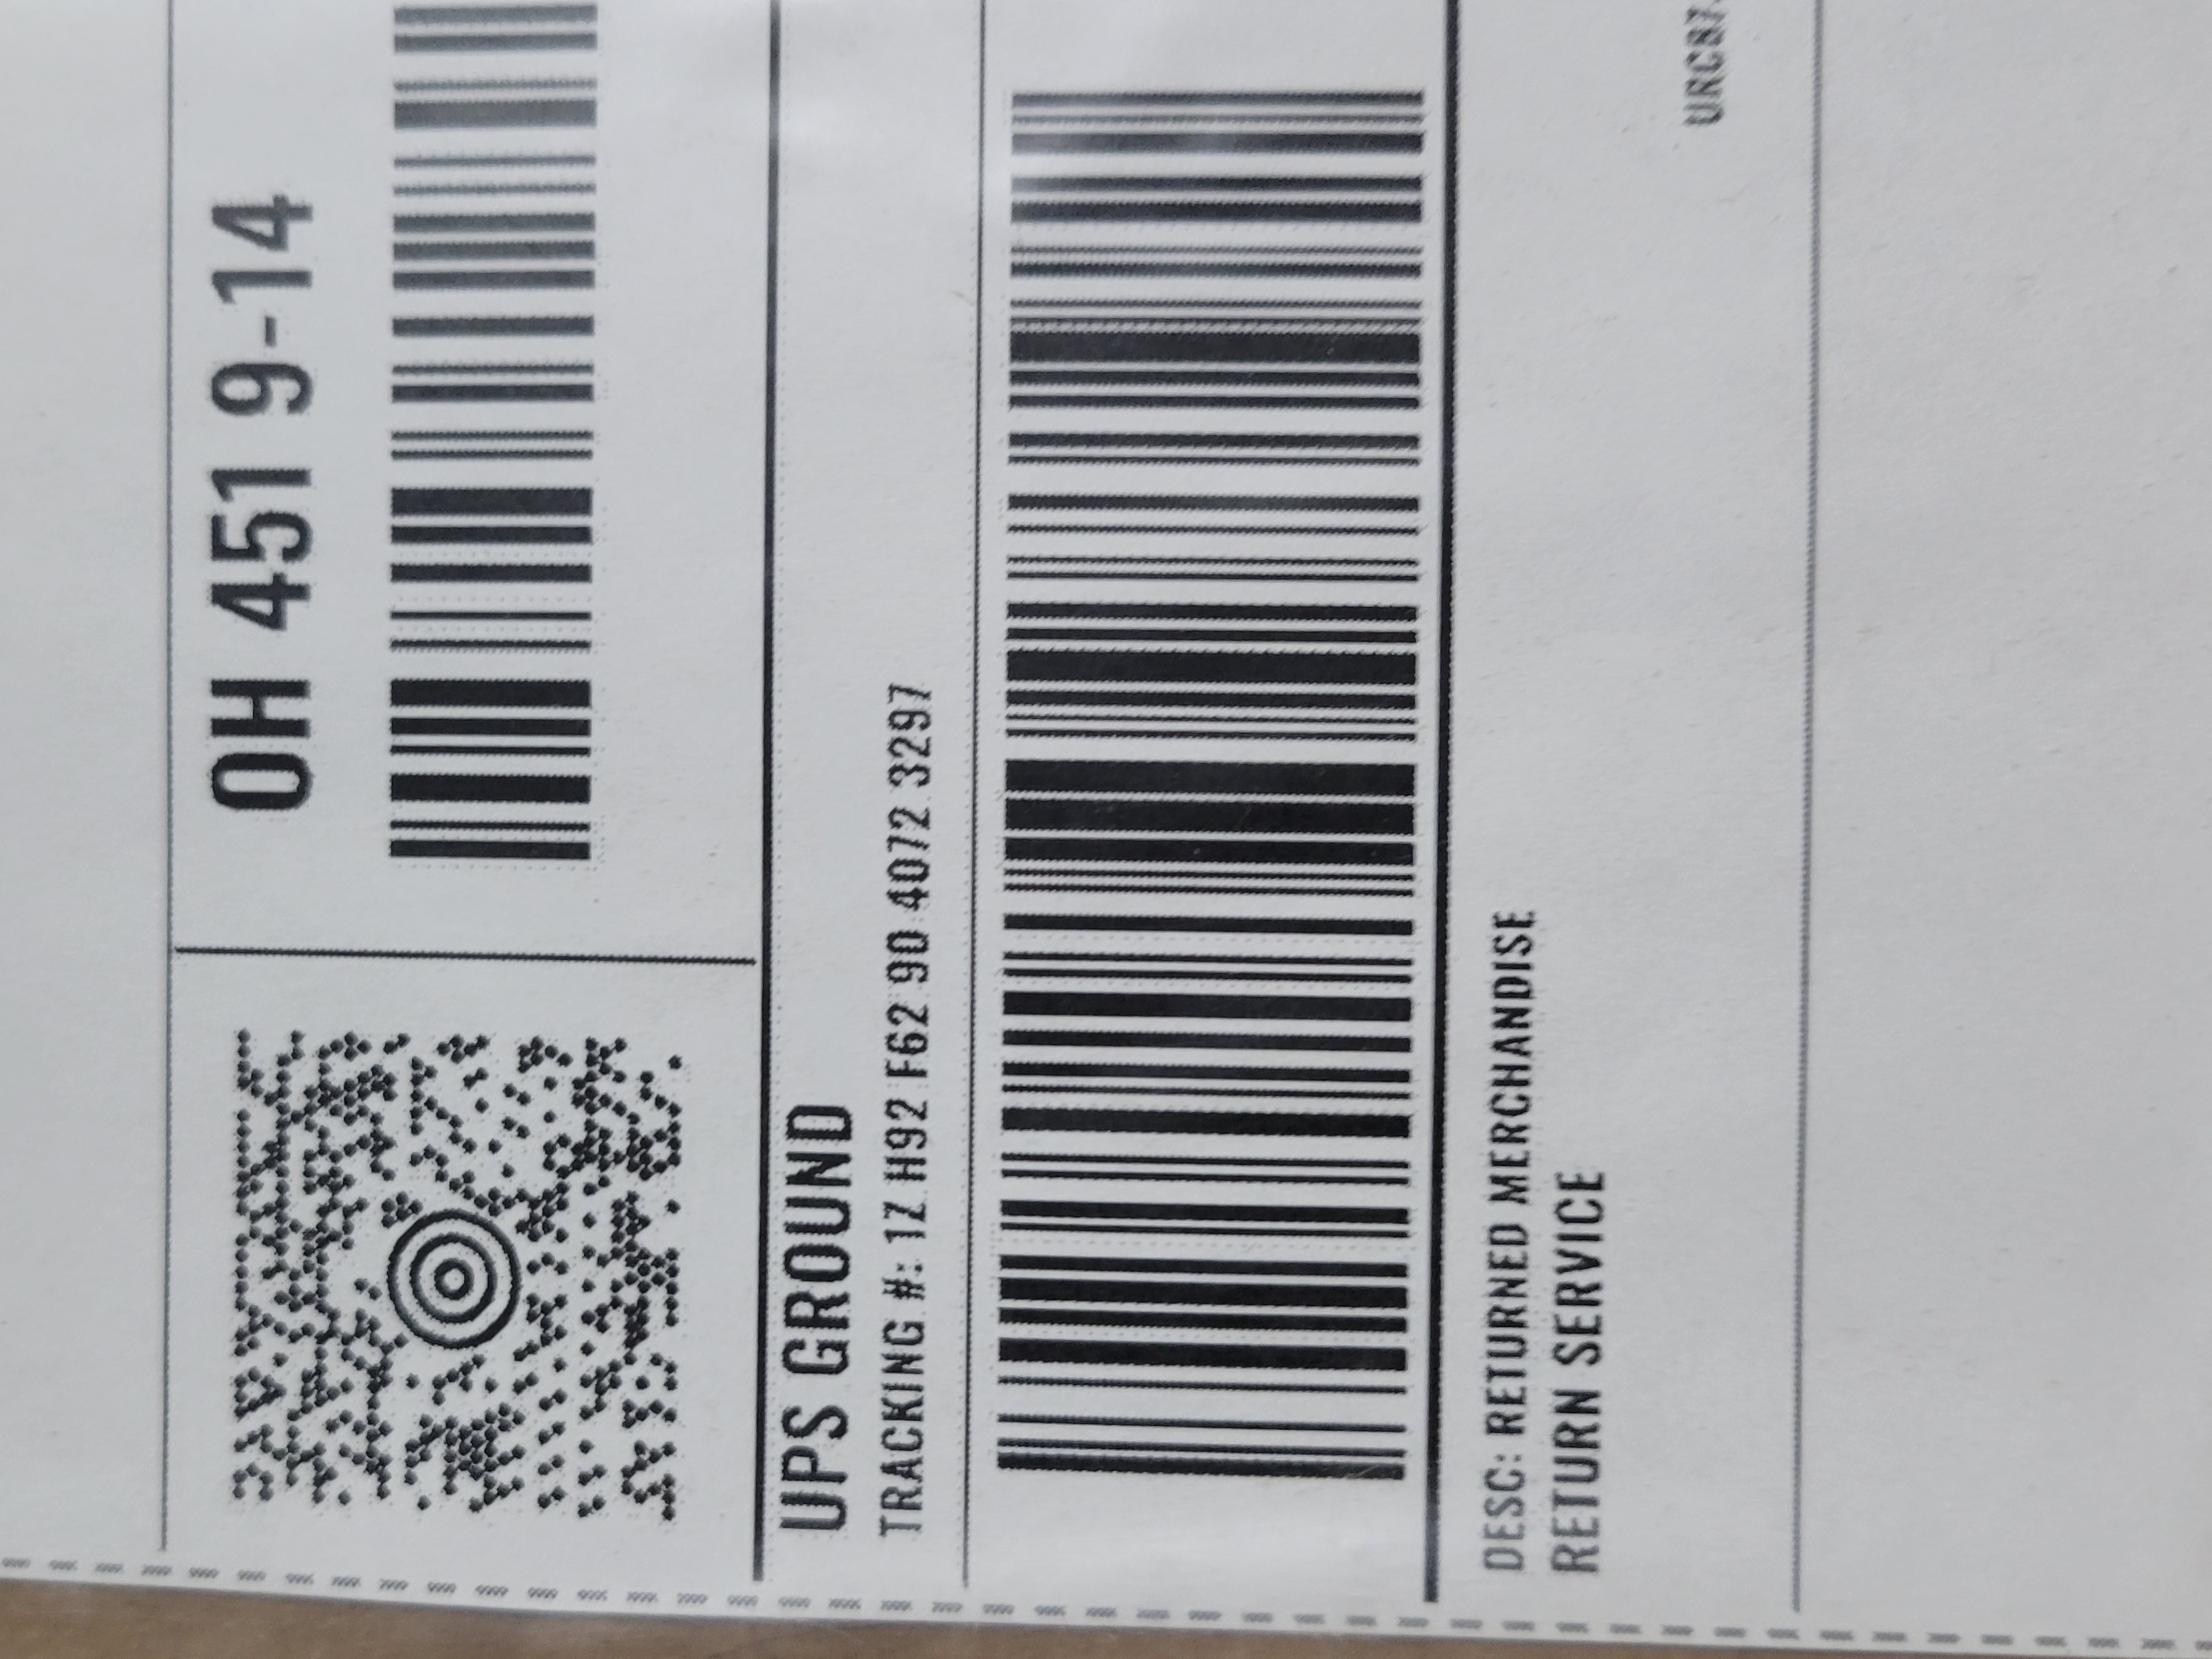 OH 451 9-14
UPS GROUND
TRACKING #: 1Z H92 F62 90 4072 3297
DESC: RETURNED MERCHANDISE
RETURN SERVICE